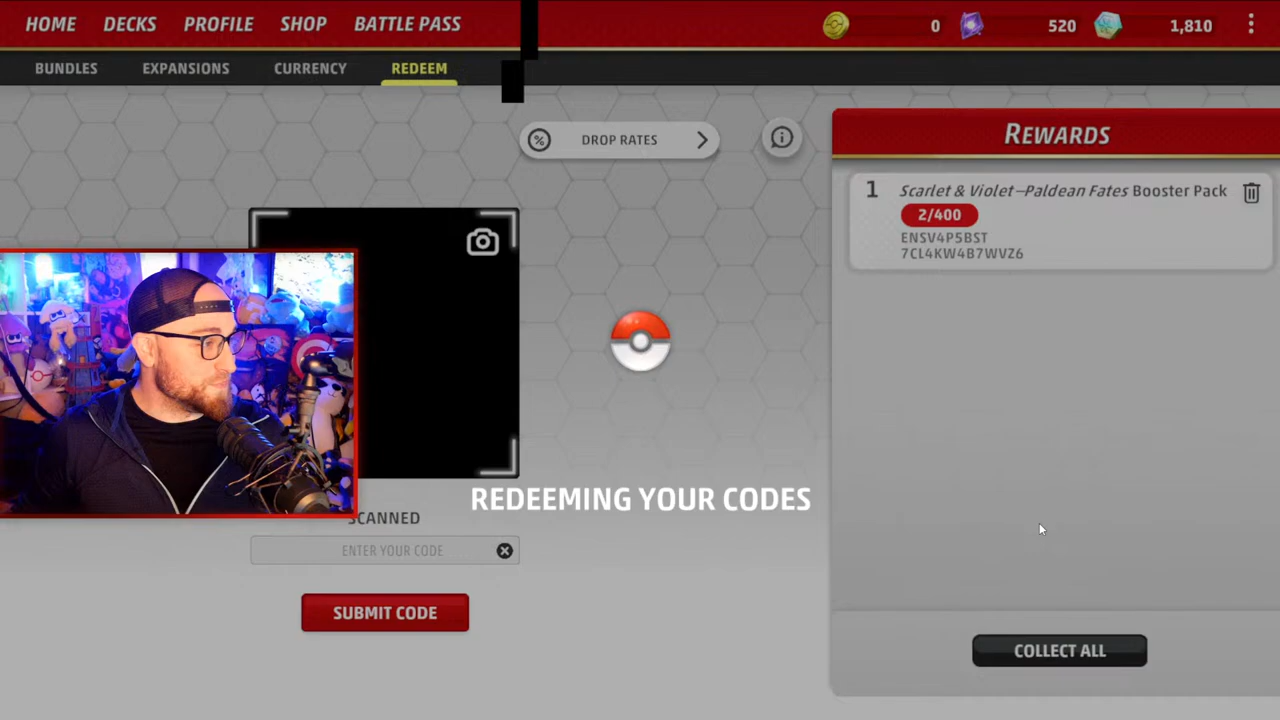 HOME DECKS PROFILE SHOP BATTLE PASS 0 520 1,810
BUNDLES EXPANSIONS CURRENCY REDEEM
% DROP RATES
REWARDS
1 Scarlet & Violet—Paldean Fates Booster Pack
2/400
ENSV4P5BST
7CL4KW4B7WVZ6
REDEEMING YOUR CODES
SCANNED
ENTER YOUR CODE
SUBMIT CODE
COLLECT ALL